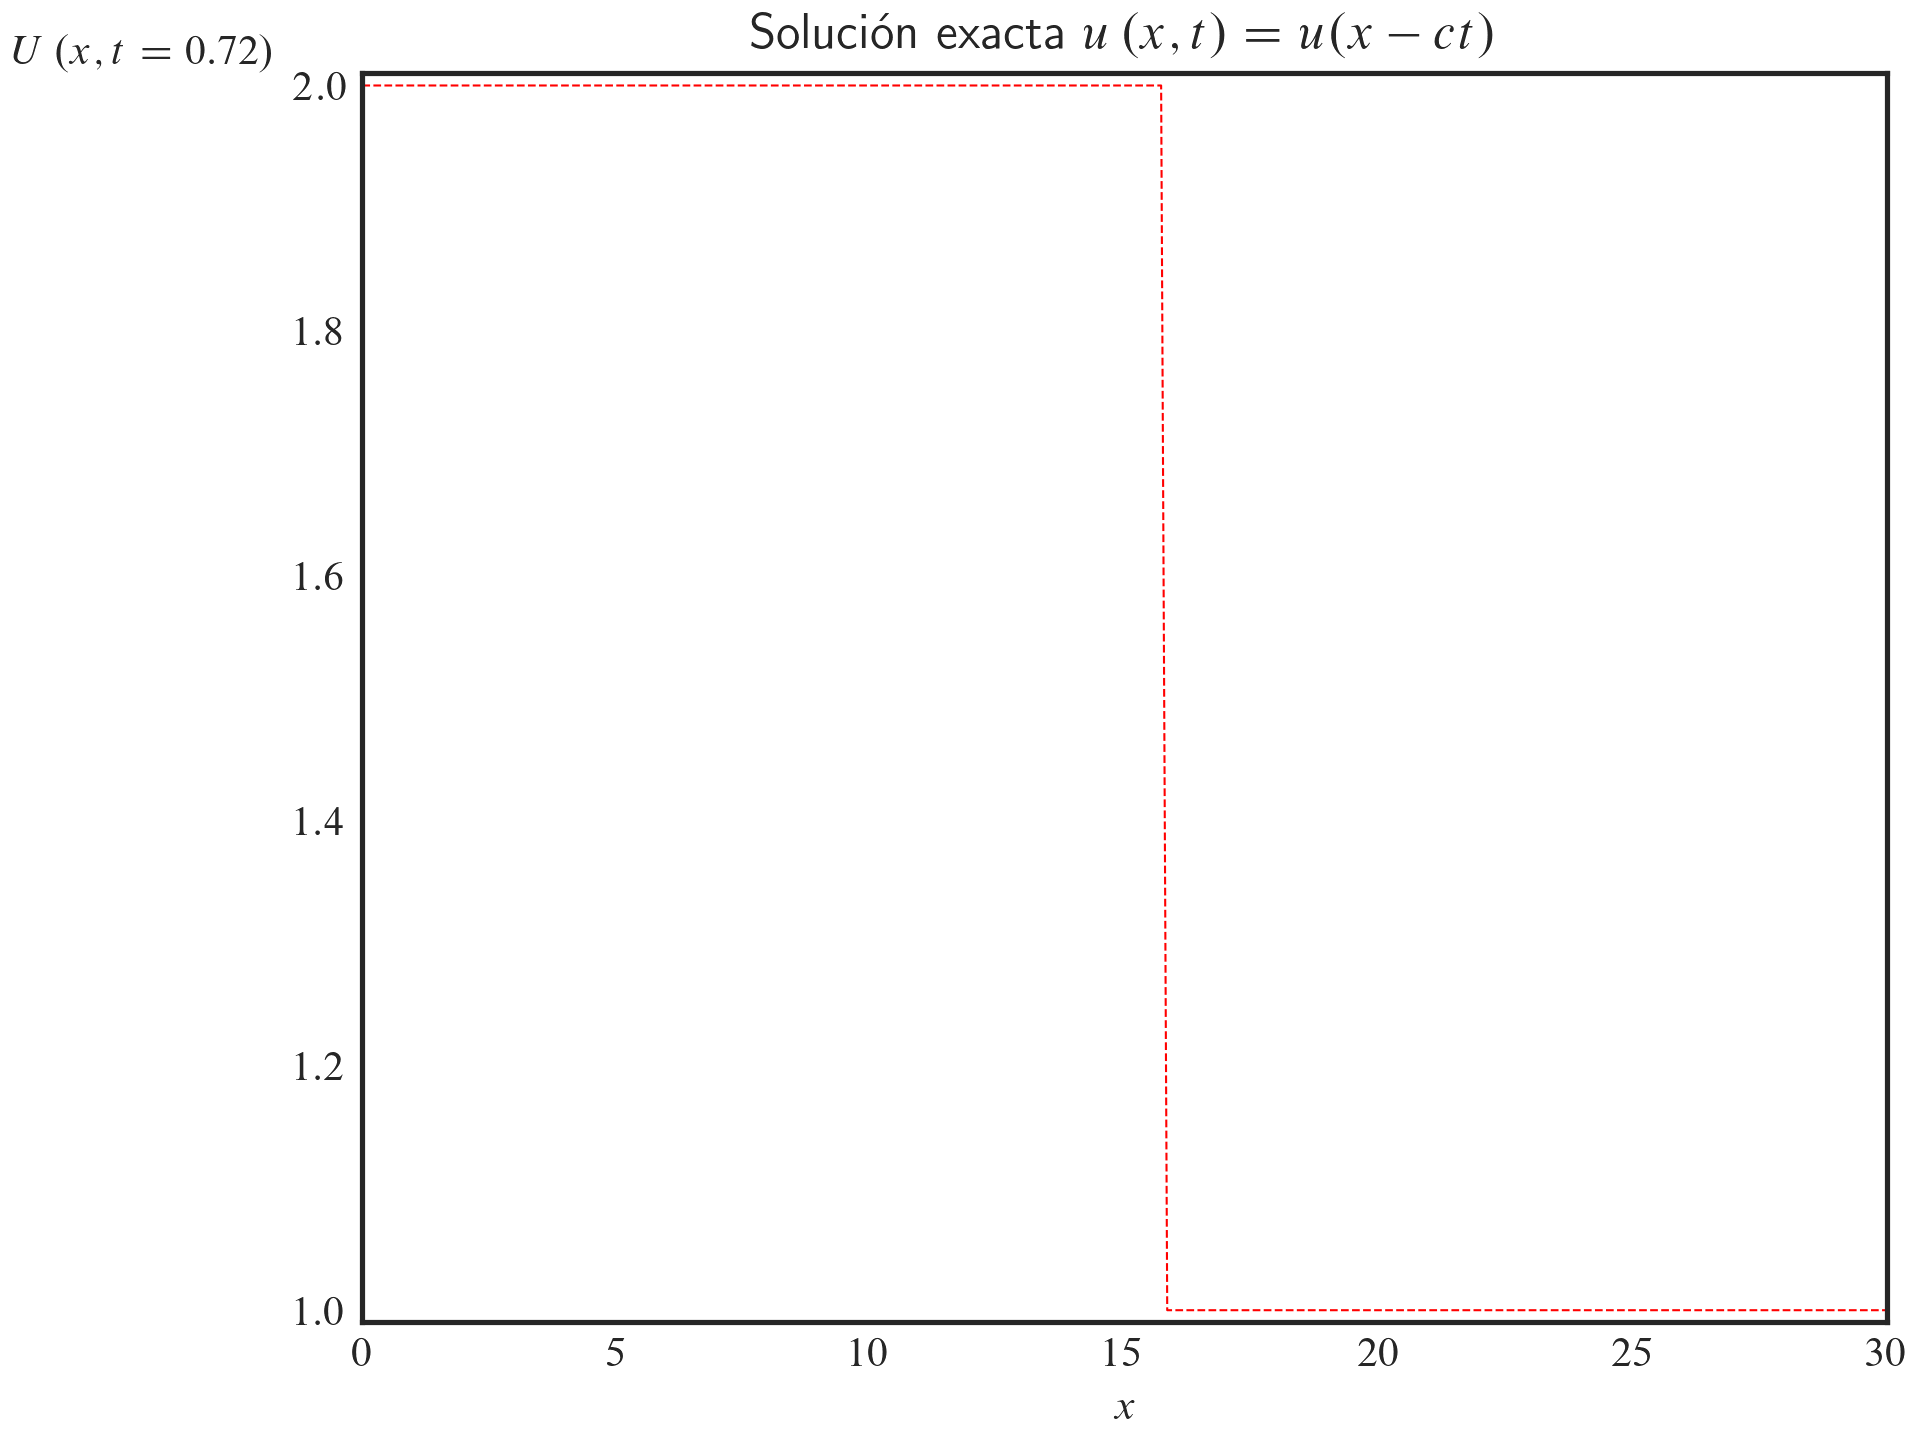 Solución exacta u (x, t) = u(x − ct)
U (x, t = 0.72)
2.0
1.8
1.6
1.4
1.2
1.0
0 5 10 15 20 25 30
x